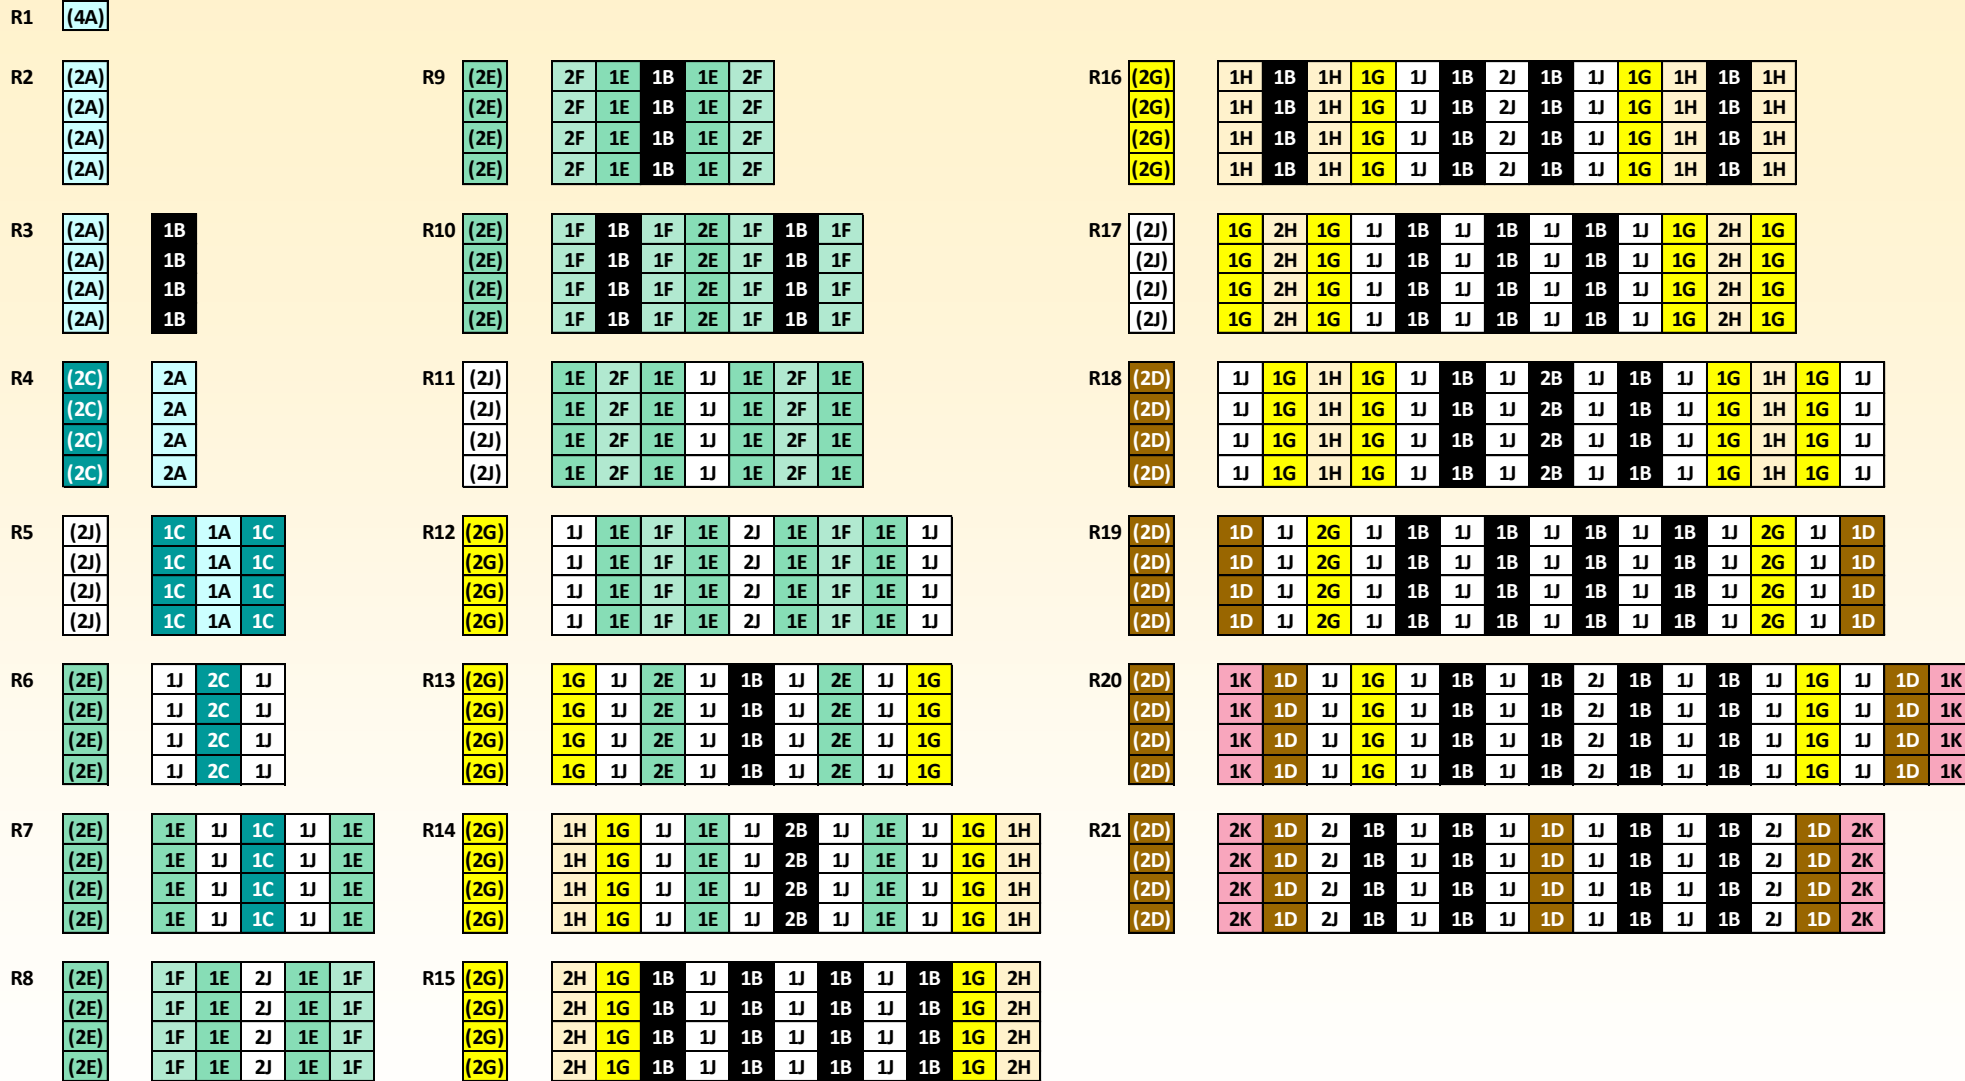 R1 (4A)
R2 (2A)
(2A)
(2A)
(2A)
R3 (2A) 1B
(2A) 1B
(2A) 1B
(2A) 1B
R4 (2C) 2A
(2C) 2A
(2C) 2A
(2C) 2A
R5 (2J) 1C 1A 1C
(2J) 1C 1A 1C
(2J) 1C 1A 1C
(2J) 1C 1A 1C
R6 (2E) 1J 2C 1J
(2E) 1J 2C 1J
(2E) 1J 2C 1J
(2E) 1J 2C 1J
R7 (2E) 1E 1J 1C 1J 1E
(2E) 1E 1J 1C 1J 1E
(2E) 1E 1J 1C 1J 1E
(2E) 1E 1J 1C 1J 1E
R8 (2E) 1F 1E 2J 1E 1F
(2E) 1F 1E 2J 1E 1F
(2E) 1F 1E 2J 1E 1F
(2E) 1F 1E 2J 1E 1F
R9 (2E) 2F 1E 1B 1E 2F
(2E) 2F 1E 1B 1E 2F
(2E) 2F 1E 1B 1E 2F
(2E) 2F 1E 1B 1E 2F
R10 (2E) 1F 1B 1F 2E 1F 1B 1F
(2E) 1F 1B 1F 2E 1F 1B 1F
(2E) 1F 1B 1F 2E 1F 1B 1F
(2E) 1F 1B 1F 2E 1F 1B 1F
R11 (2J) 1E 2F 1E 1J 1E 2F 1E
(2J) 1E 2F 1E 1J 1E 2F 1E
(2J) 1E 2F 1E 1J 1E 2F 1E
(2J) 1E 2F 1E 1J 1E 2F 1E
R12 (2G) 1J 1E 1F 1E 2J 1E 1F 1E 1J
(2G) 1J 1E 1F 1E 2J 1E 1F 1E 1J
(2G) 1J 1E 1F 1E 2J 1E 1F 1E 1J
(2G) 1J 1E 1F 1E 2J 1E 1F 1E 1J
R13 (2G) 1G 1J 2E 1J 1B 1J 2E 1J 1G
(2G) 1G 1J 2E 1J 1B 1J 2E 1J 1G
(2G) 1G 1J 2E 1J 1B 1J 2E 1J 1G
(2G) 1G 1J 2E 1J 1B 1J 2E 1J 1G
R14 (2G) 1H 1G 1J 1E 1J 2B 1J 1E 1J 1G 1H
(2G) 1H 1G 1J 1E 1J 2B 1J 1E 1J 1G 1H
(2G) 1H 1G 1J 1E 1J 2B 1J 1E 1J 1G 1H
(2G) 1H 1G 1J 1E 1J 2B 1J 1E 1J 1G 1H
R15 (2G) 2H 1G 1B 1J 1B 1J 1B 1J 1B 1G 2H
(2G) 2H 1G 1B 1J 1B 1J 1B 1J 1B 1G 2H
(2G) 2H 1G 1B 1J 1B 1J 1B 1J 1B 1G 2H
(2G) 2H 1G 1B 1J 1B 1J 1B 1J 1B 1G 2H
R16 (2G) 1H 1B 1H 1G 1J 1B 2J 1B 1J 1G 1H 1B 1H
(2G) 1H 1B 1H 1G 1J 1B 2J 1B 1J 1G 1H 1B 1H
(2G) 1H 1B 1H 1G 1J 1B 2J 1B 1J 1G 1H 1B 1H
(2G) 1H 1B 1H 1G 1J 1B 2J 1B 1J 1G 1H 1B 1H
R17 (2J) 1G 2H 1G 1J 1B 1J 1B 1J 1B 1J 1G 2H 1G
(2J) 1G 2H 1G 1J 1B 1J 1B 1J 1B 1J 1G 2H 1G
(2J) 1G 2H 1G 1J 1B 1J 1B 1J 1B 1J 1G 2H 1G
(2J) 1G 2H 1G 1J 1B 1J 1B 1J 1B 1J 1G 2H 1G
R18 (2D) 1J 1G 1H 1G 1J 1B 1J 2B 1J 1B 1J 1G 1H 1G 1J
(2D) 1J 1G 1H 1G 1J 1B 1J 2B 1J 1B 1J 1G 1H 1G 1J
(2D) 1J 1G 1H 1G 1J 1B 1J 2B 1J 1B 1J 1G 1H 1G 1J
(2D) 1J 1G 1H 1G 1J 1B 1J 2B 1J 1B 1J 1G 1H 1G 1J
R19 (2D) 1D 1J 2G 1J 1B 1J 1B 1J 1B 1J 1B 1J 2G 1J 1D
(2D) 1D 1J 2G 1J 1B 1J 1B 1J 1B 1J 1B 1J 2G 1J 1D
(2D) 1D 1J 2G 1J 1B 1J 1B 1J 1B 1J 1B 1J 2G 1J 1D
(2D) 1D 1J 2G 1J 1B 1J 1B 1J 1B 1J 1B 1J 2G 1J 1D
R20 (2D) 1K 1D 1J 1G 1J 1B 1J 1B 2J 1B 1J 1B 1J 1G 1J 1D 1K
(2D) 1K 1D 1J 1G 1J 1B 1J 1B 2J 1B 1J 1B 1J 1G 1J 1D 1K
(2D) 1K 1D 1J 1G 1J 1B 1J 1B 2J 1B 1J 1B 1J 1G 1J 1D 1K
(2D) 1K 1D 1J 1G 1J 1B 1J 1B 2J 1B 1J 1B 1J 1G 1J 1D 1K
R21 (2D) 2K 1D 2J 1B 1J 1B 1J 1D 1J 1B 1J 1B 2J 1D 2K
(2D) 2K 1D 2J 1B 1J 1B 1J 1D 1J 1B 1J 1B 2J 1D 2K
(2D) 2K 1D 2J 1B 1J 1B 1J 1D 1J 1B 1J 1B 2J 1D 2K
(2D) 2K 1D 2J 1B 1J 1B 1J 1D 1J 1B 1J 1B 2J 1D 2K